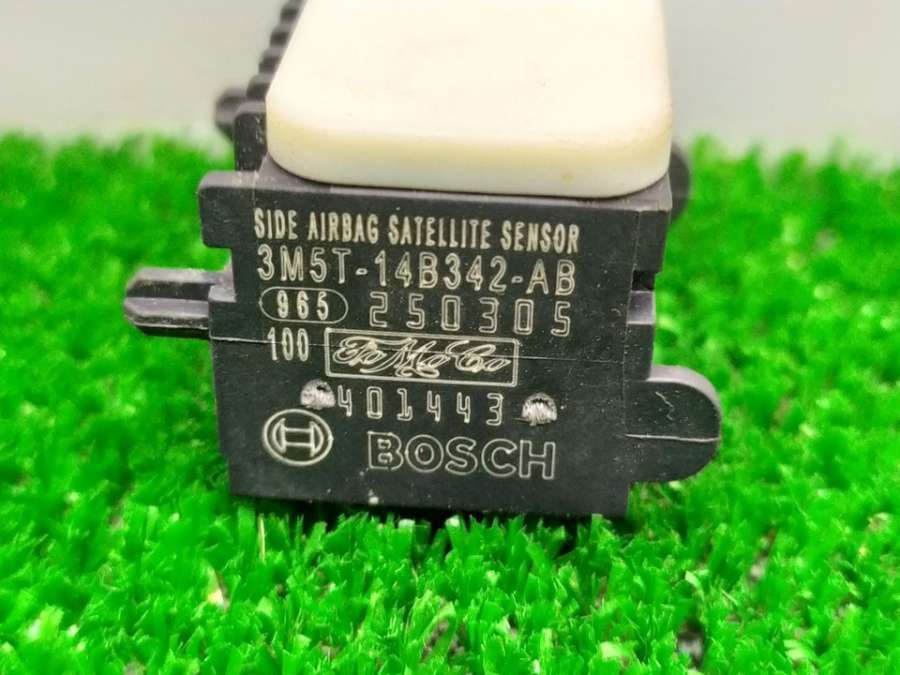 SIDE AIRBAG SATELLITE SENSOR
3M5T-14B342-AB
965 250305
100 FoMoCo
401443
BOSCH